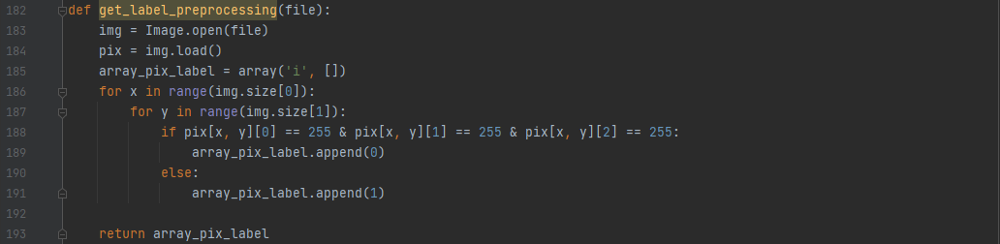 182 def get_label_preprocessing(file):
183     img = Image.open(file)
184     pix = img.load()
185     array_pix_label = array('i', [])
186     for x in range(img.size[0]):
187         for y in range(img.size[1]):
188             if pix[x, y][0] == 255 & pix[x, y][1] == 255 & pix[x, y][2] == 255:
189                 array_pix_label.append(0)
190             else:
191                 array_pix_label.append(1)
192
193     return array_pix_label